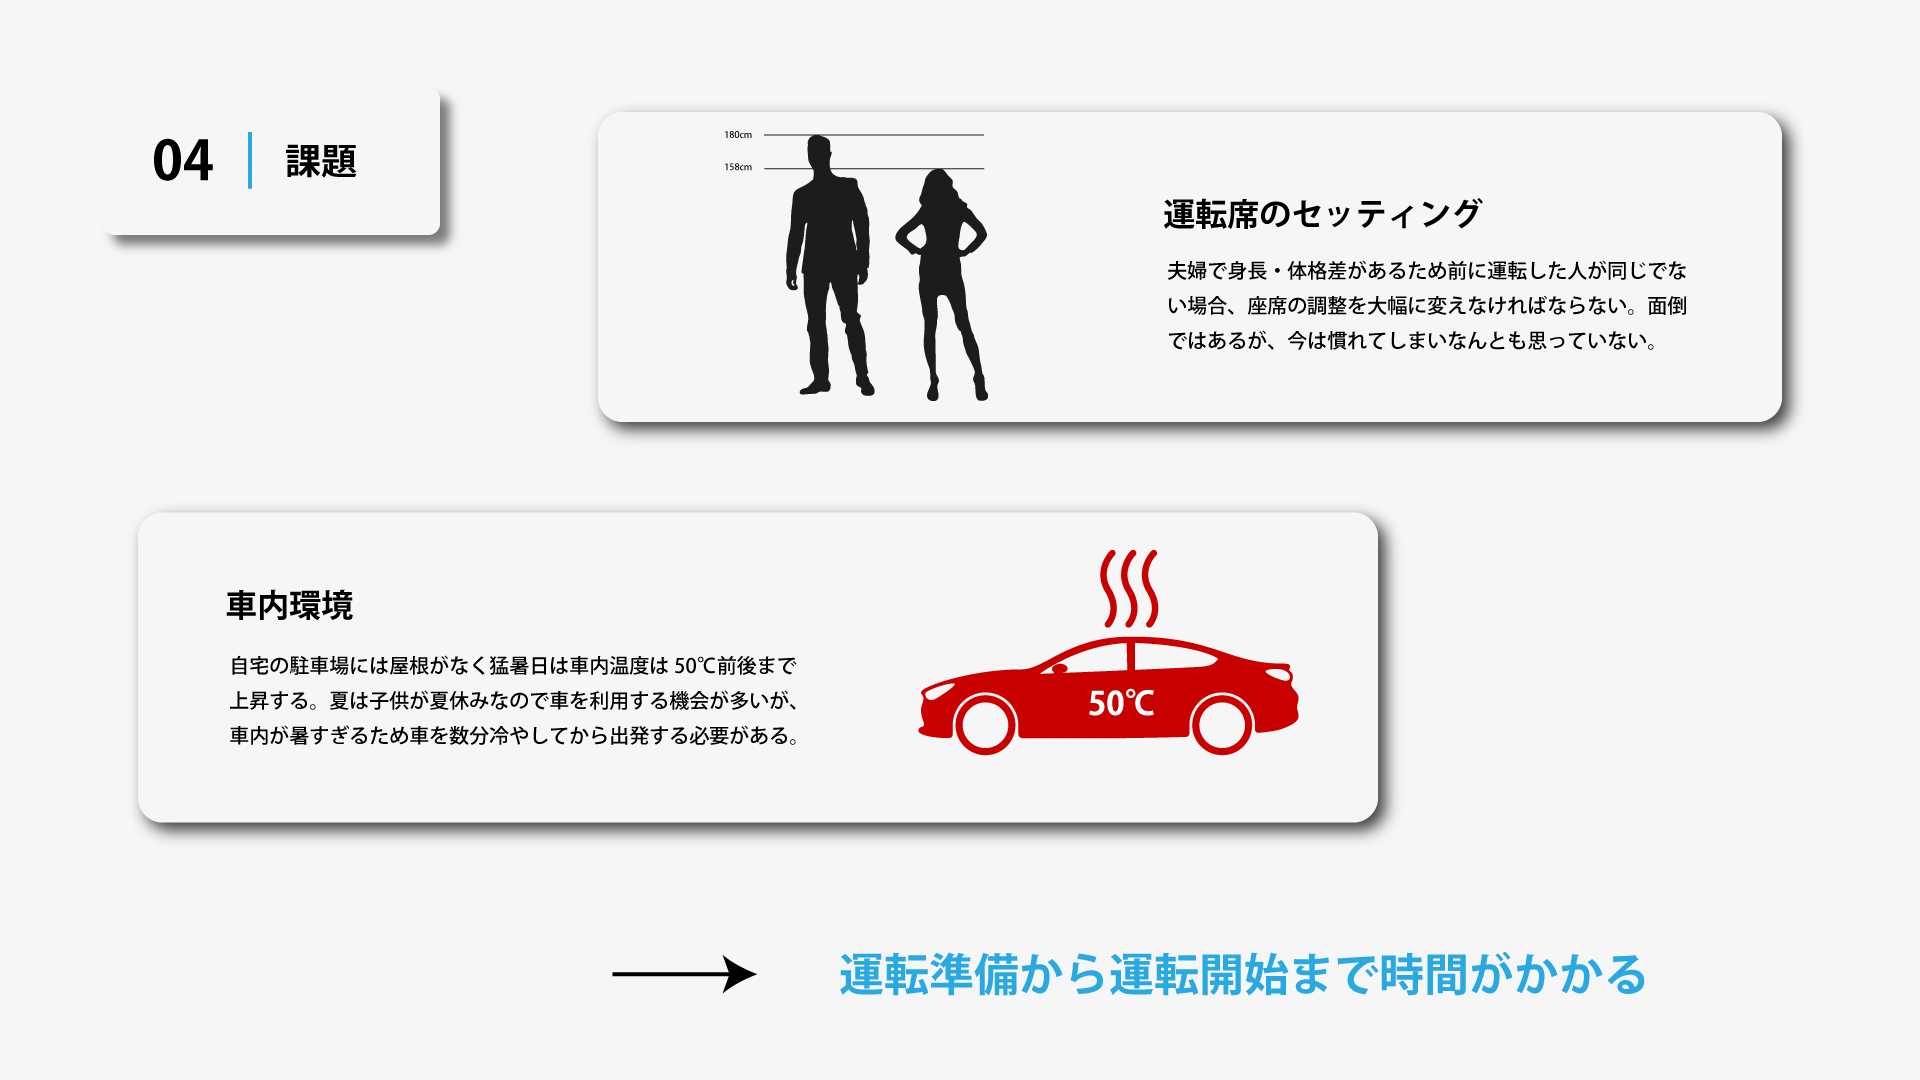 04 課題
180cm
158cm
運転席のセッティング
夫婦で身長・体格差があるため前に運転した人が同じでな
い場合、座席の調整を大幅に変えなければならない。面倒
ではあるが、今は慣れてしまいなんとも思っていない。
車内環境
自宅の駐車場には屋根がなく猛暑日は車内温度は 50℃前後まで
上昇する。夏は子供が夏休みなので車を利用する機会が多いが、
車内が暑すぎるため車を数分冷やしてから出発する必要がある。
50℃
運転準備から運転開始まで時間がかかる